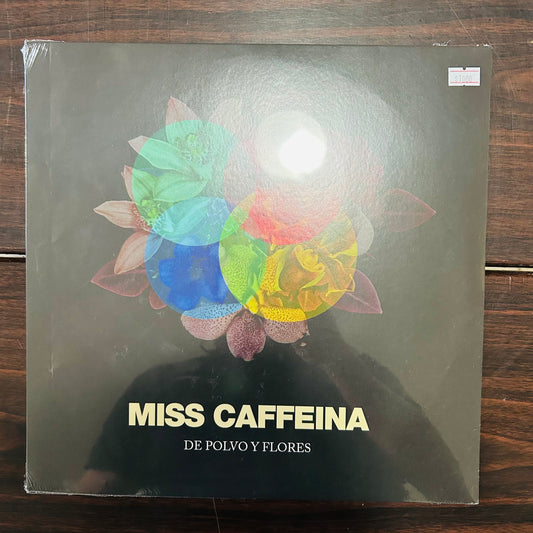 MISS CAFFEINA
DE POLVO Y FLORES